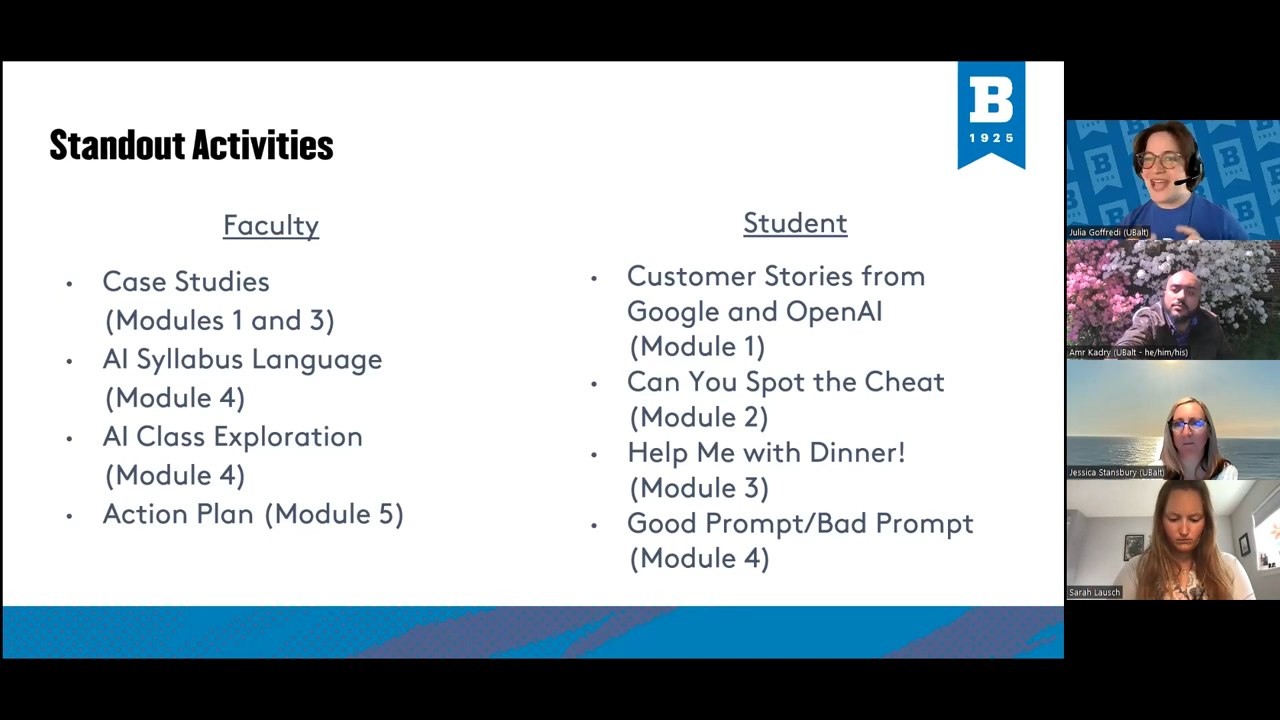 B
1925
Standout Activities
Faculty
• Case Studies
(Modules 1 and 3)
• AI Syllabus Language
(Module 4)
• AI Class Exploration
(Module 4)
• Action Plan (Module 5)
Student
• Customer Stories from
Google and OpenAI
(Module 1)
• Can You Spot the Cheat
(Module 2)
• Help Me with Dinner!
(Module 3)
• Good Prompt/Bad Prompt
(Module 4)
B
Julia Goffredi (UBalt)
Amr Kadry (UBalt - he/him/his)
Jessica Stansbury (UBalt)
Sarah Lausch